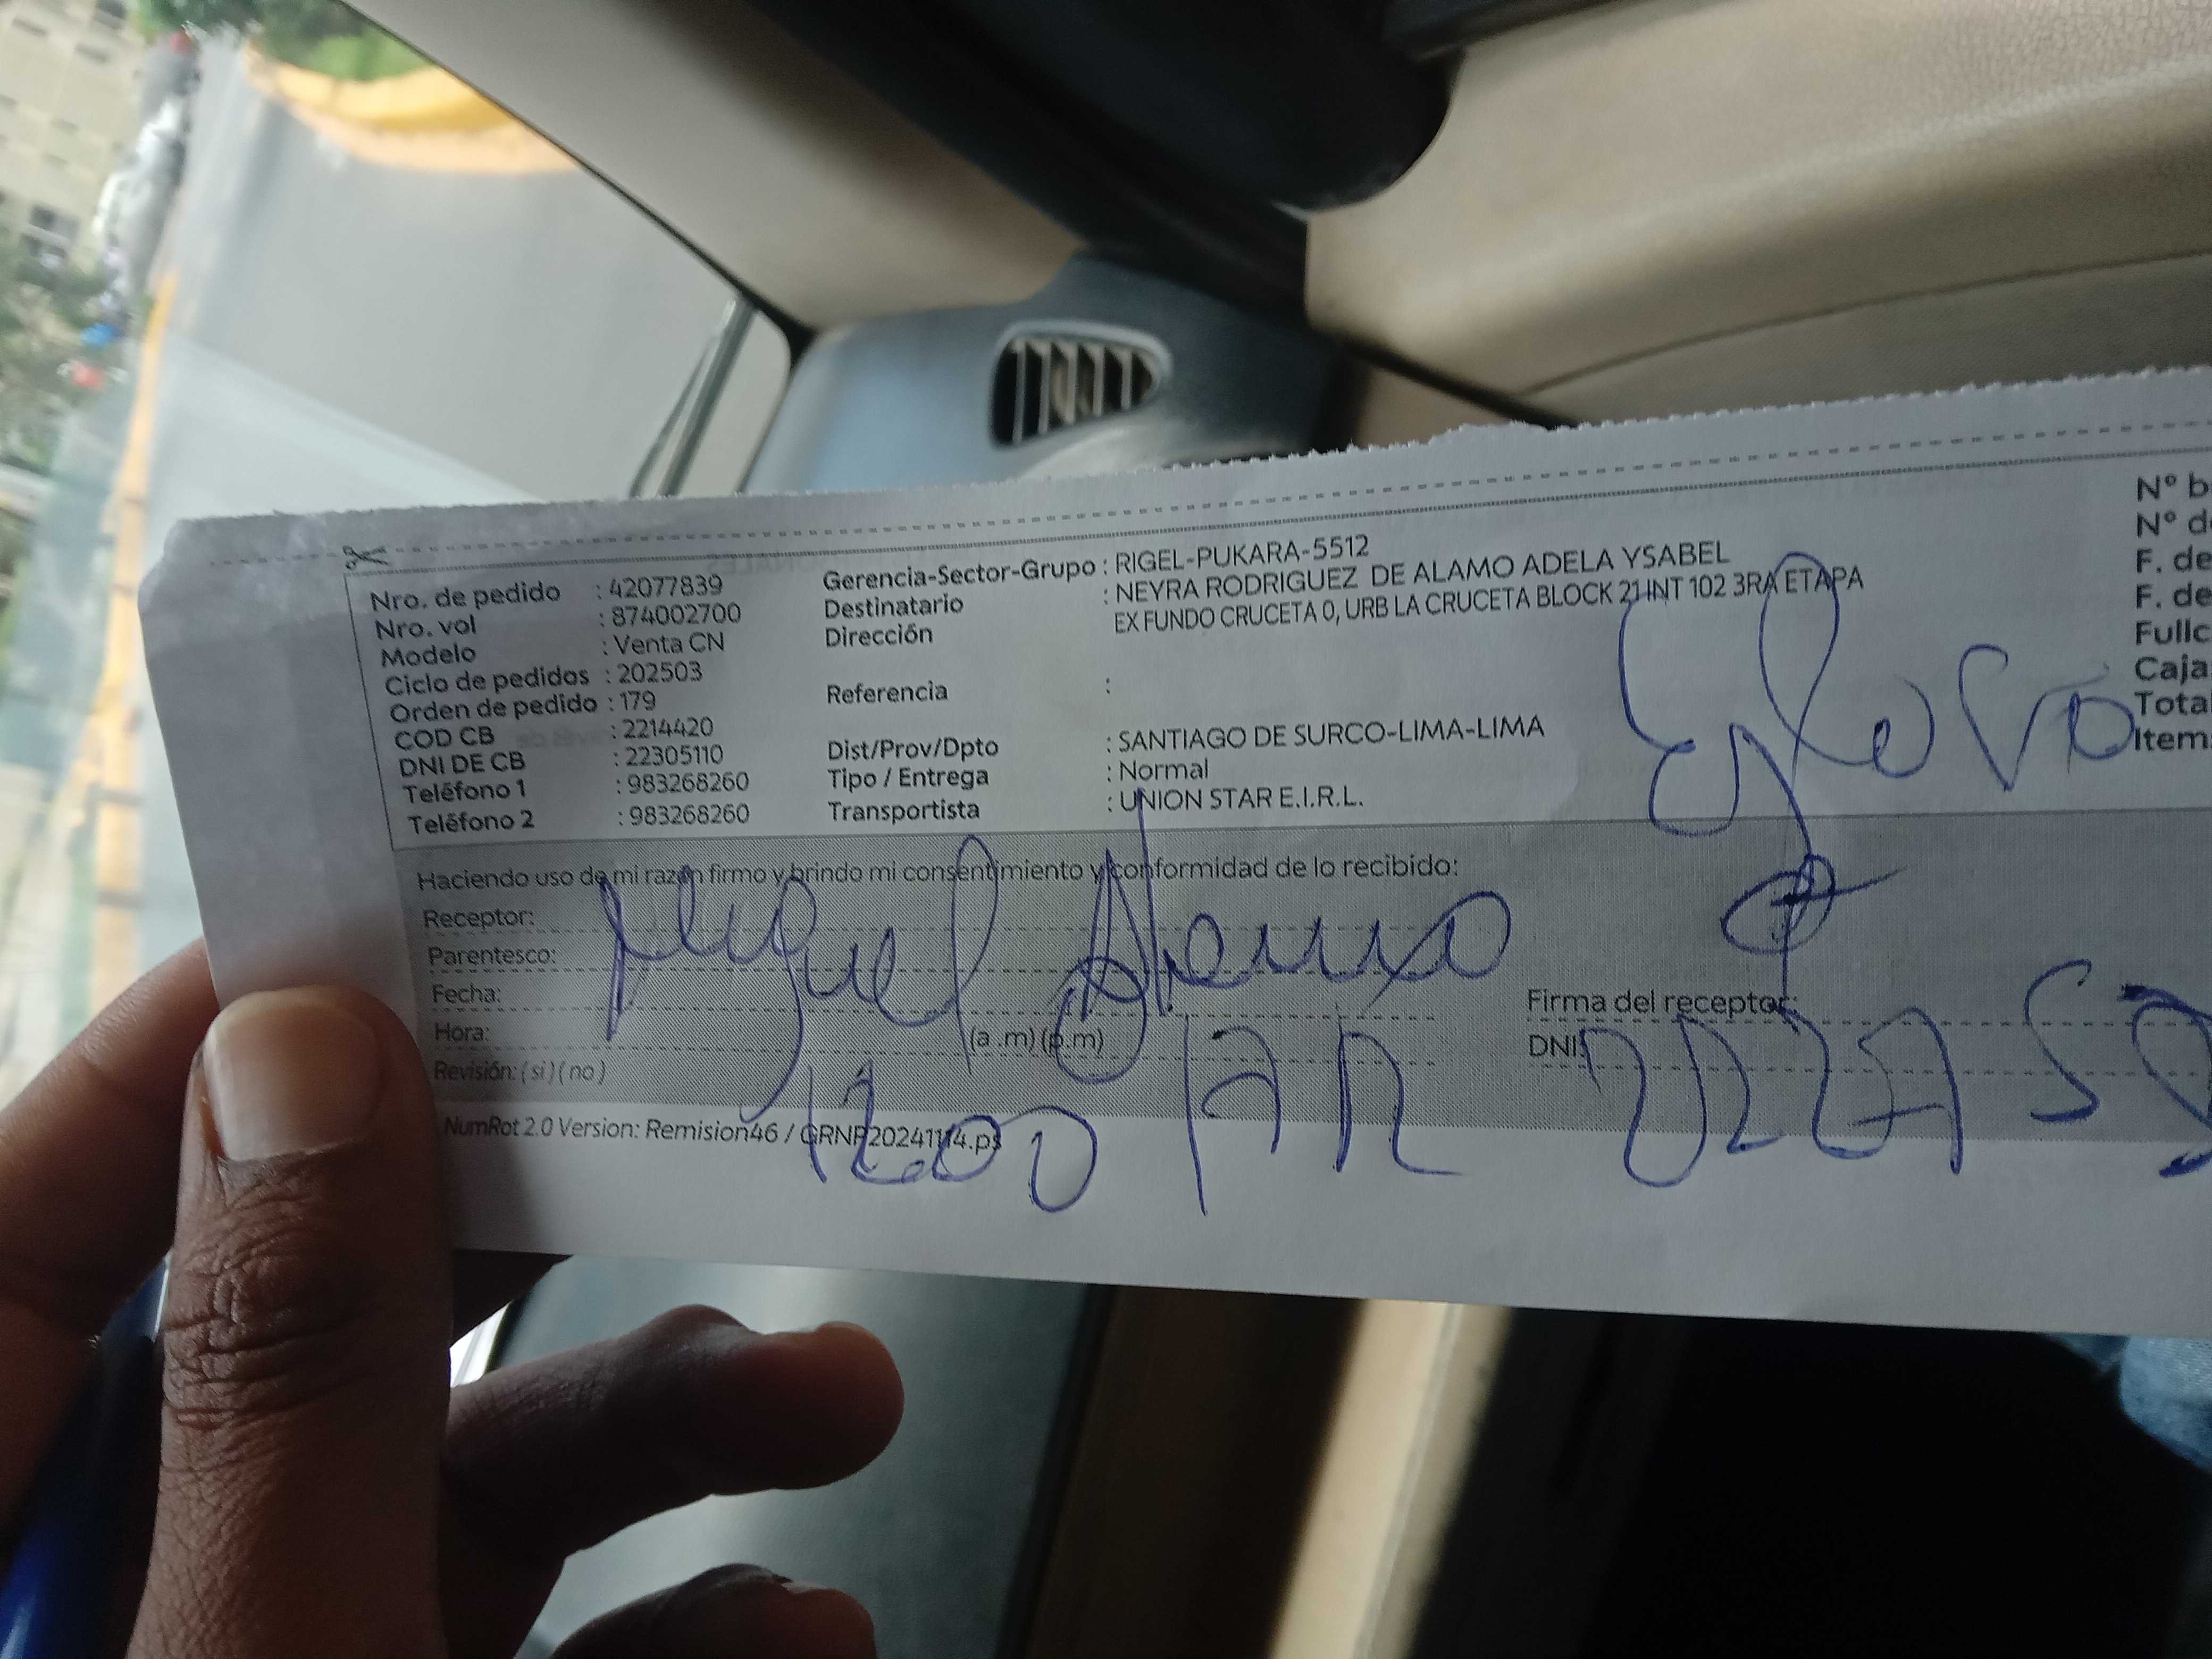 Nro. de pedido : 42077839
Nro. vol : 874002700
Modelo : Venta CN
Ciclo de pedidos : 202503
Orden de pedido : 179
COD CB : 2214420
DNI DE CB : 22305110
Teléfono 1 : 983268260
Teléfono 2 : 983268260
Gerencia-Sector-Grupo : RIGEL-PUKARA-5512
Destinatario : NEYRA RODRIGUEZ DE ALAMO ADELA YSABEL
Dirección EX FUNDO CRUCETA 0, URB LA CRUCETA BLOCK 21 INT 102 3RA ETAPA
Referencia :
Dist/Prov/Dpto : SANTIAGO DE SURCO-LIMA-LIMA
Tipo / Entrega : Normal
Transportista : UNION STAR E.I.R.L.
Nº b
Nº d
F. de
F. de
Fullc
Caja
Total
Item
Haciendo uso de mi razón firmo y brindo mi consentimiento y conformidad de lo recibido:
Receptor: Miguel Alamo
Parentesco:
Fecha:
Hora: (a .m) (p.m)
Revisión: ( si ) ( no )
Firma del receptor:
DNI:
NumRot 2.0 Version: Remision46 / GRNP20241114.ps